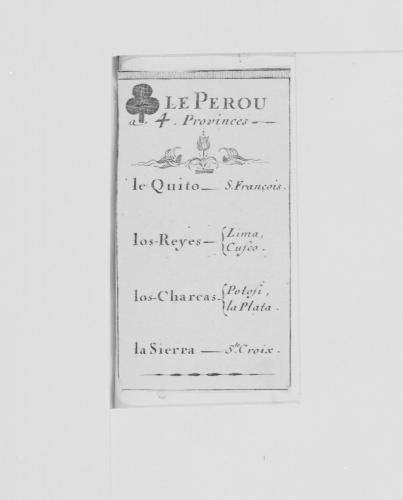 LE PEROU
a 4. Provinces
le Quito S. François.
los-Reyes { Lima,
Cusco.
los-Charcas { Potosi,
la Plata.
la Sierra Ste. Croix.